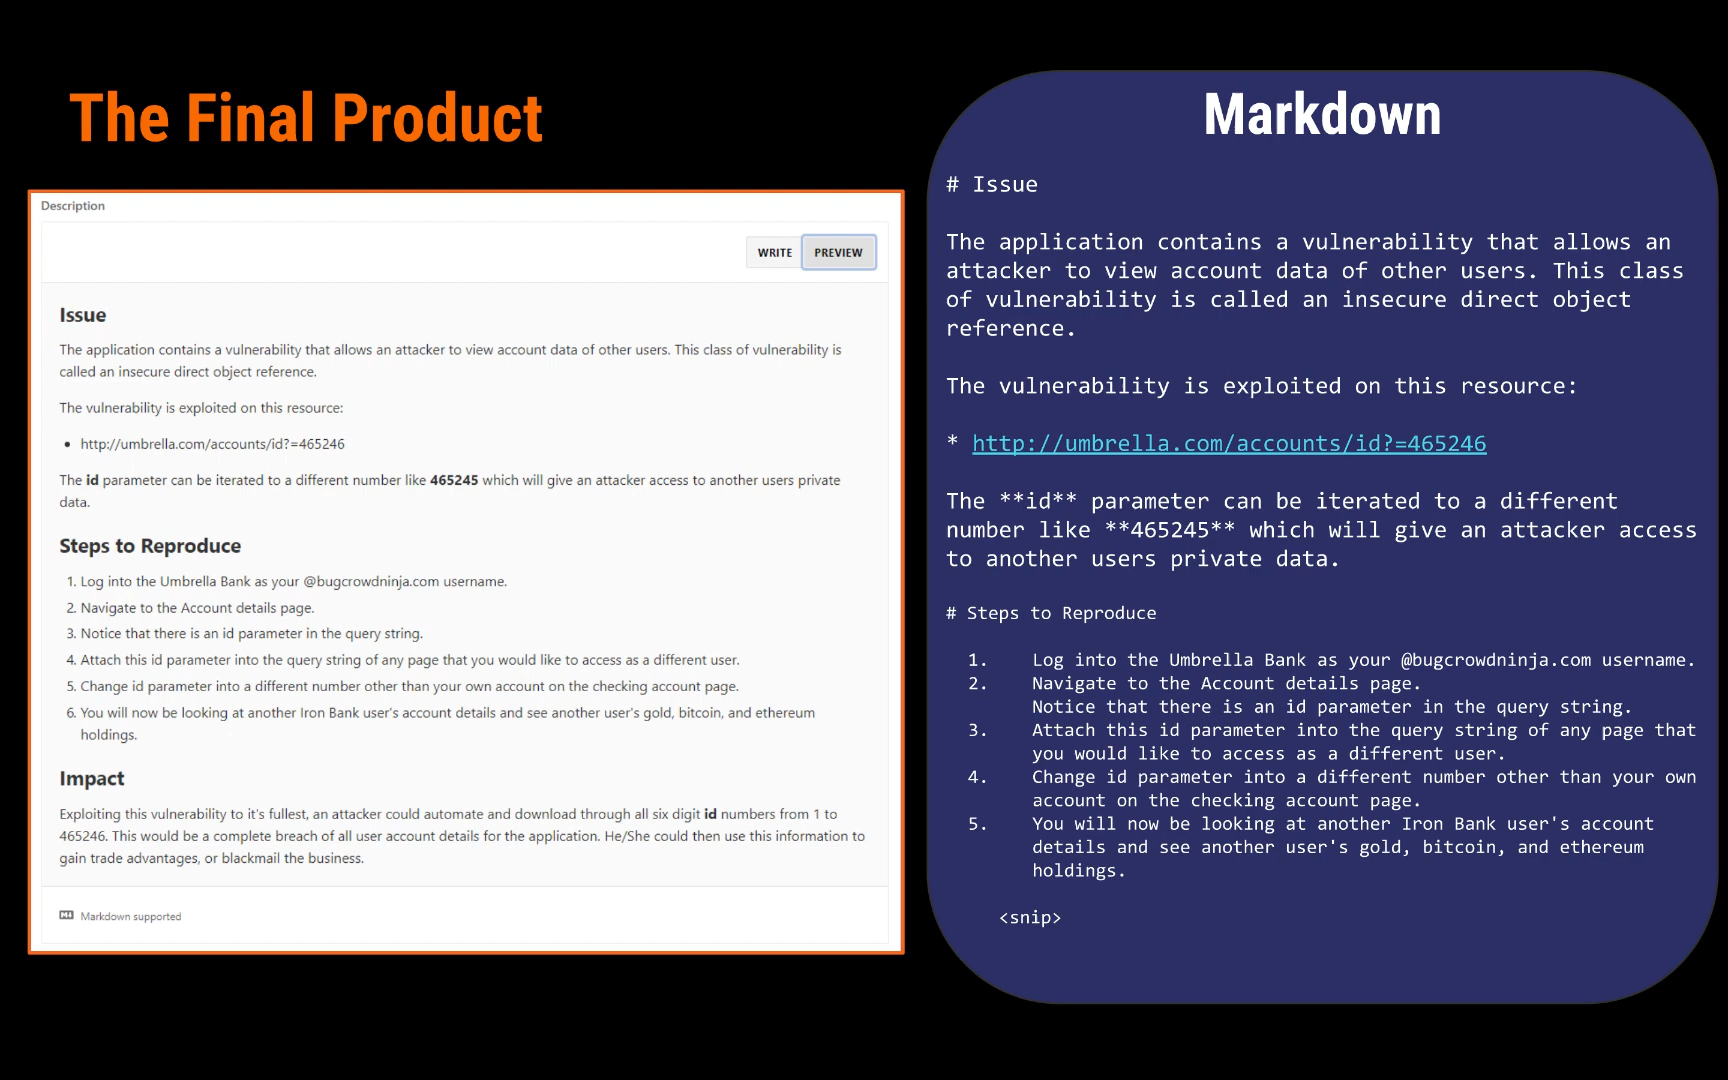 The Final Product
Description
WRITE PREVIEW
Issue
The application contains a vulnerability that allows an attacker to view account data of other users. This class of vulnerability is
called an insecure direct object reference.
The vulnerability is exploited on this resource:
• http://umbrella.com/accounts/id?=465246
The id parameter can be iterated to a different number like 465245 which will give an attacker access to another users private
data.
Steps to Reproduce
1. Log into the Umbrella Bank as your @bugcrowdninja.com username.
2. Navigate to the Account details page.
3. Notice that there is an id parameter in the query string.
4. Attach this id parameter into the query string of any page that you would like to access as a different user.
5. Change id parameter into a different number other than your own account on the checking account page.
6. You will now be looking at another Iron Bank user's account details and see another user's gold, bitcoin, and ethereum
holdings.
Impact
Exploiting this vulnerability to it's fullest, an attacker could automate and download through all six digit id numbers from 1 to
465246. This would be a complete breach of all user account details for the application. He/She could then use this information to
gain trade advantages, or blackmail the business.
Markdown supported
Markdown
# Issue
The application contains a vulnerability that allows an
attacker to view account data of other users. This class
of vulnerability is called an insecure direct object
reference.
The vulnerability is exploited on this resource:
* http://umbrella.com/accounts/id?=465246
The **id** parameter can be iterated to a different
number like **465245** which will give an attacker access
to another users private data.
# Steps to Reproduce
1. Log into the Umbrella Bank as your @bugcrowdninja.com username.
2. Navigate to the Account details page.
Notice that there is an id parameter in the query string.
3. Attach this id parameter into the query string of any page that
you would like to access as a different user.
4. Change id parameter into a different number other than your own
account on the checking account page.
5. You will now be looking at another Iron Bank user's account
details and see another user's gold, bitcoin, and ethereum
holdings.
<snip>